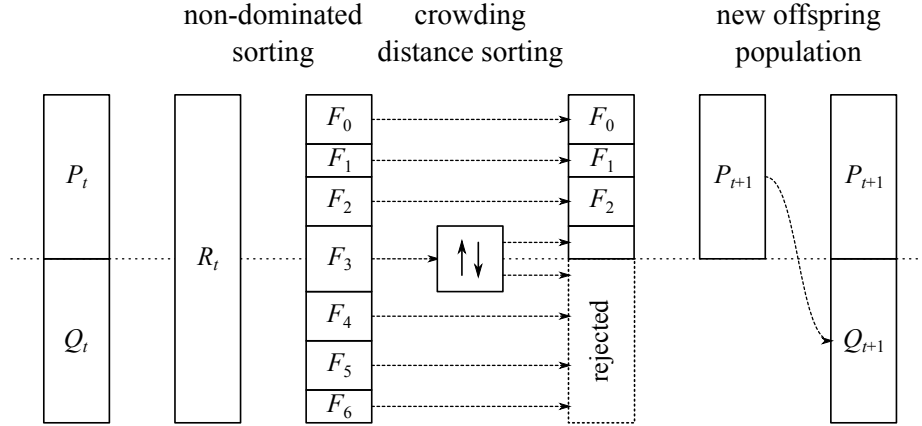 non-dominated
sorting
crowding
distance sorting
new offspring
population
P_t
Q_t
R_t
F_0
F_1
F_2
F_3
F_4
F_5
F_6
F_0
F_1
F_2
rejected
P_{t+1}
P_{t+1}
Q_{t+1}